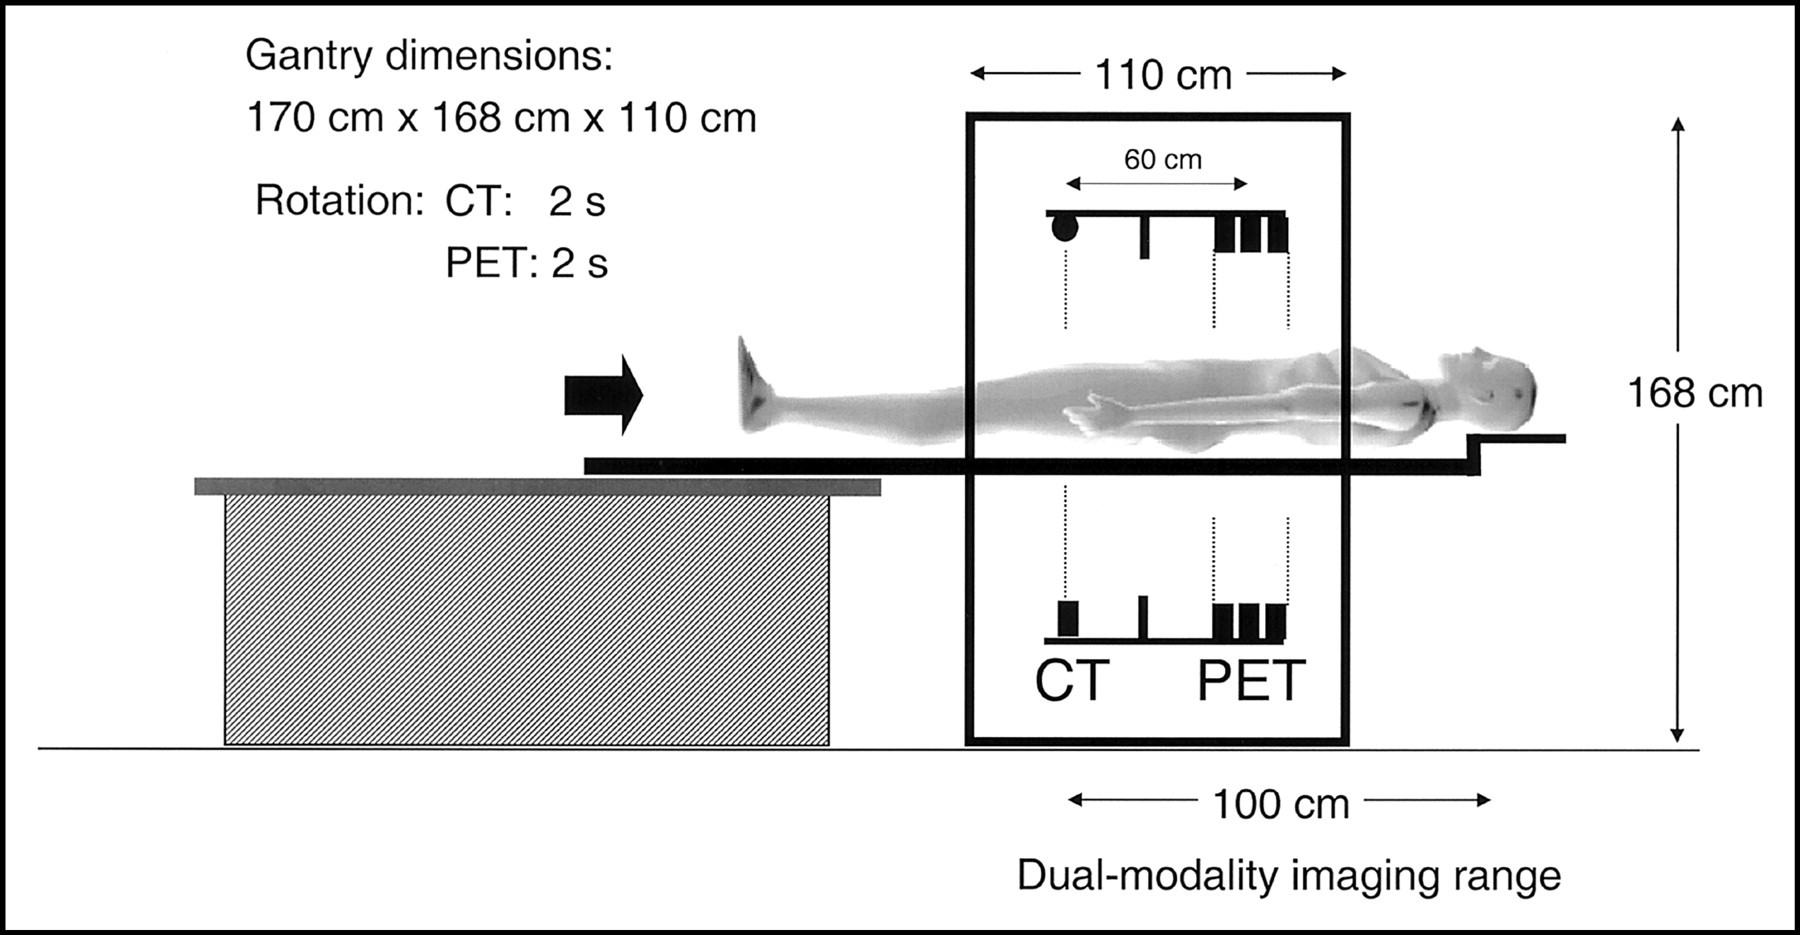 Gantry dimensions:
170 cm x 168 cm x 110 cm
Rotation: CT: 2 s
PET: 2 s
110 cm
60 cm
168 cm
CT PET
100 cm
Dual-modality imaging range